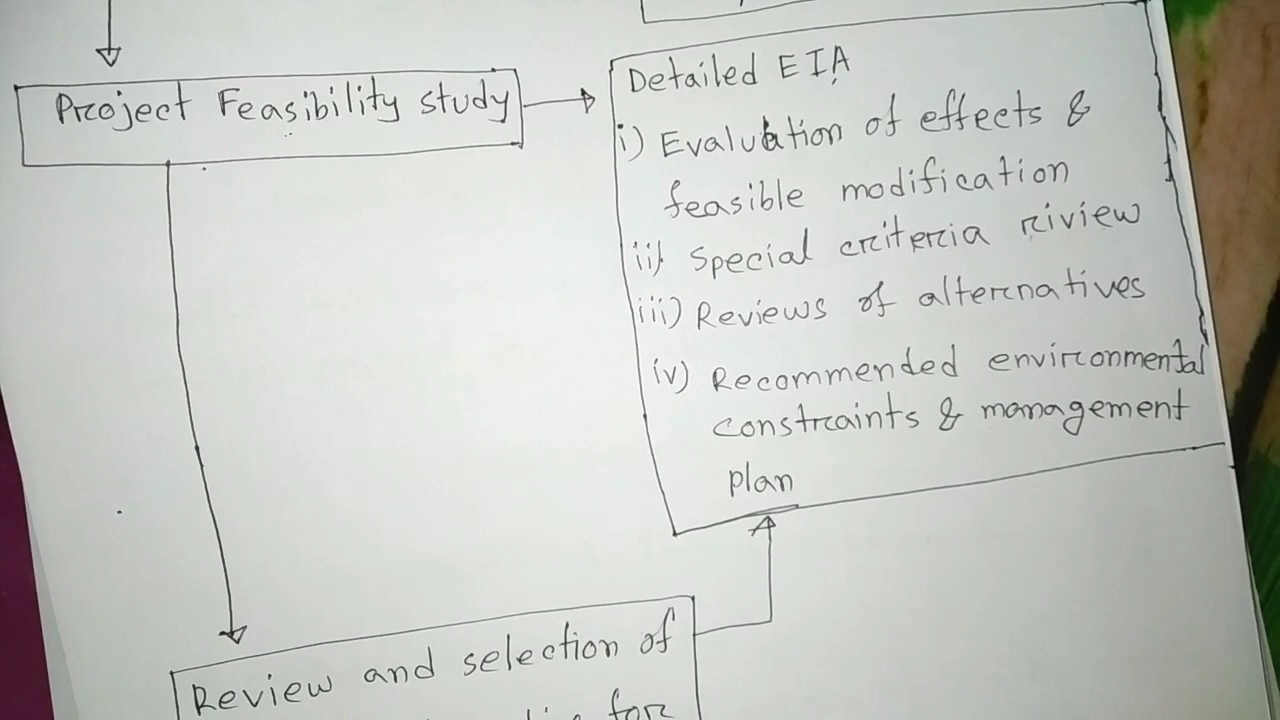 Project Feasibility study
Detailed EIA
i) Evaluation of effects &
feasible modification
ii) Special criteria riview
iii) Reviews of alternatives
iv) Recommended environmental
constraints & management
plan
Review and selection of
for